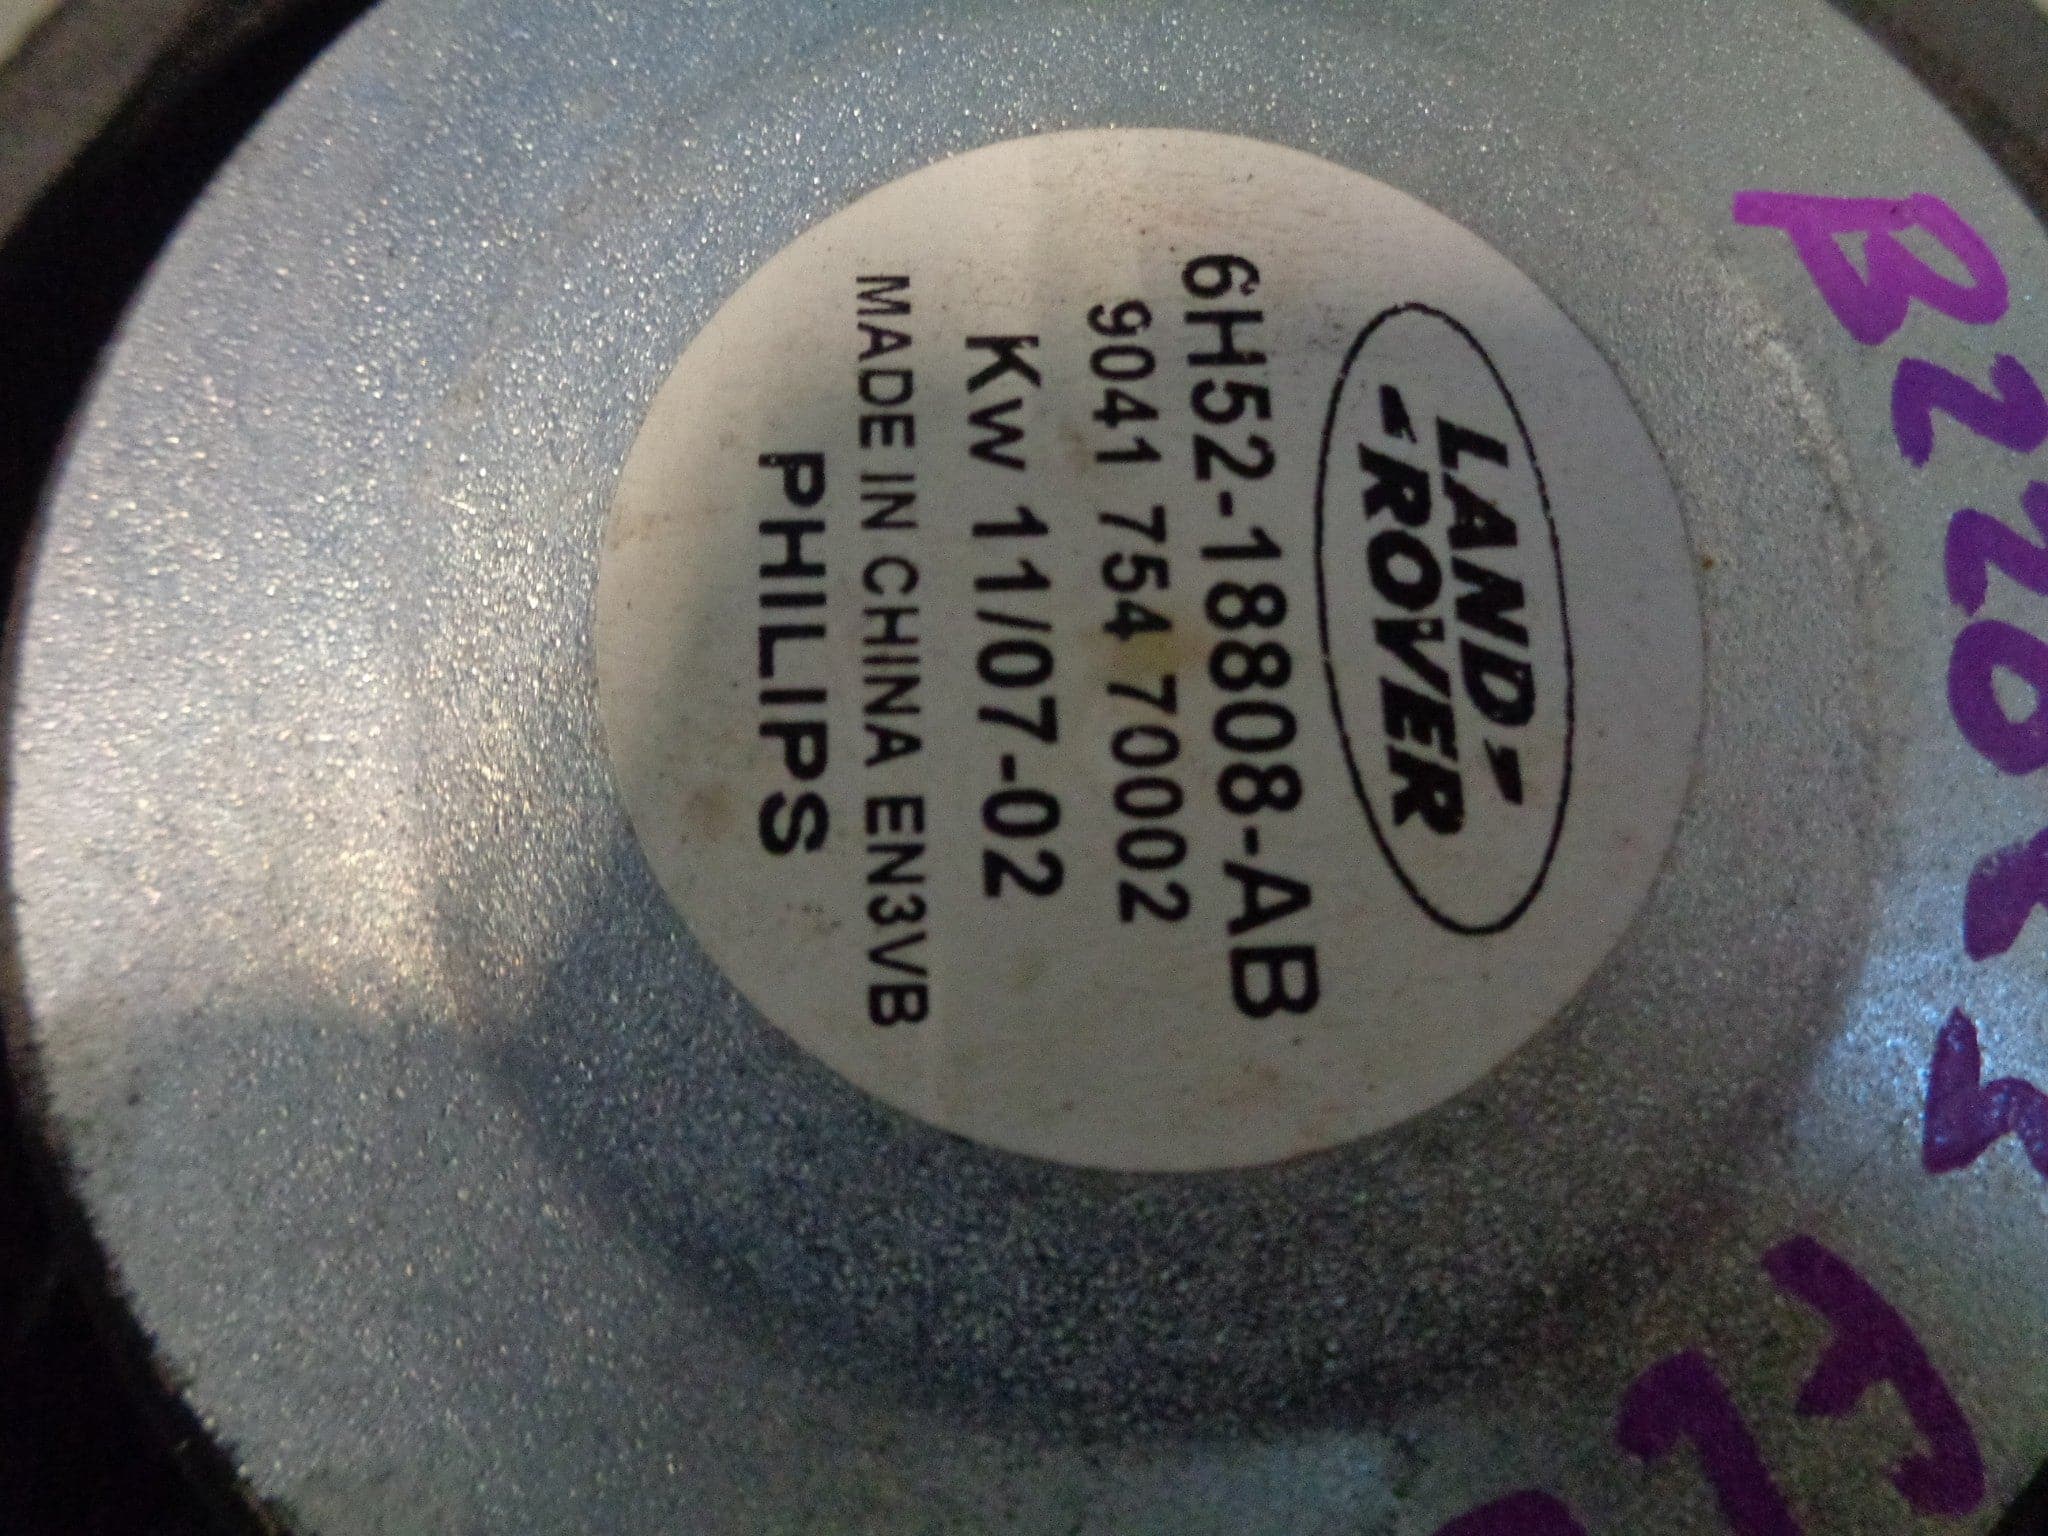 LAND
ROVER
6H52-18808-AB
9041 754 70002
KW 11/07-02
MADE IN CHINA EN3VB
PHILIPS